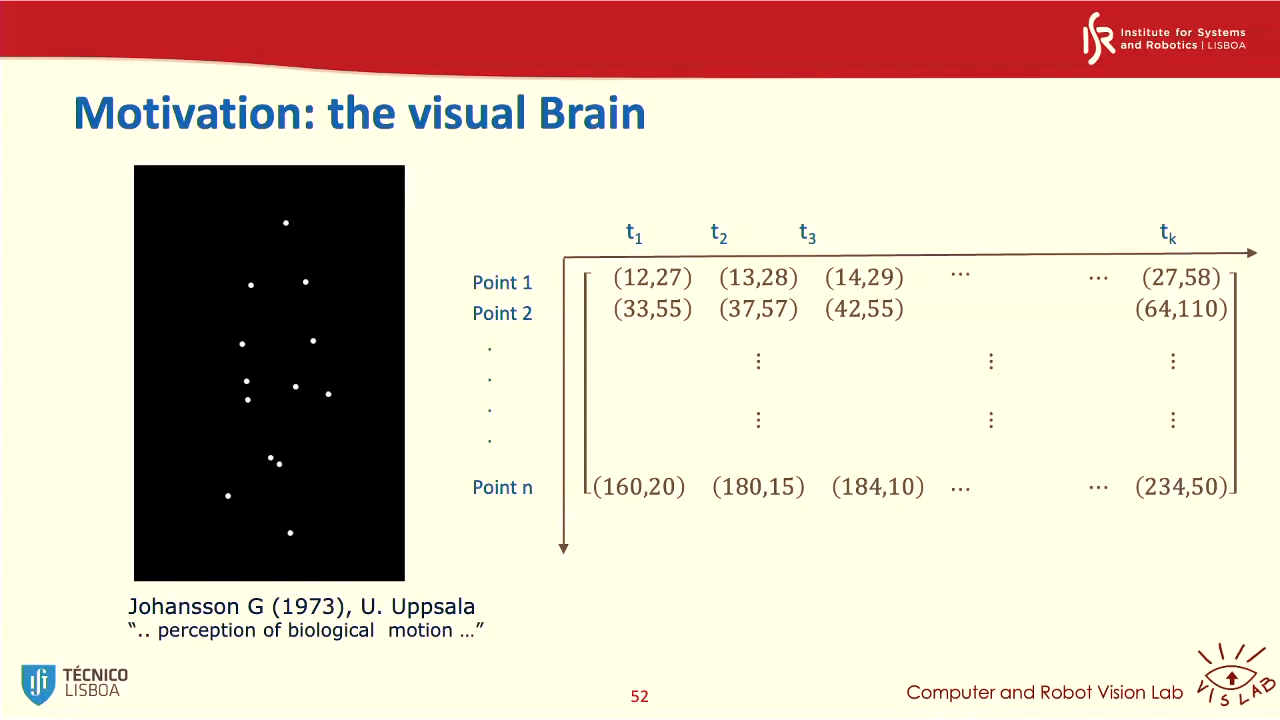 Institute for Systems
and Robotics | LISBOA
Motivation: the visual Brain
t1 t2 t3 tk
Point 1 (12,27) (13,28) (14,29) ... ... (27,58)
Point 2 (33,55) (37,57) (42,55) (64,110)
. ⋮ ⋮ ⋮
.
. ⋮ ⋮ ⋮
.
Point n (160,20) (180,15) (184,10) ... ... (234,50)
Johansson G (1973), U. Uppsala
“.. perception of biological motion ...”
TÉCNICO
LISBOA
52
Computer and Robot Vision Lab
VISLAB